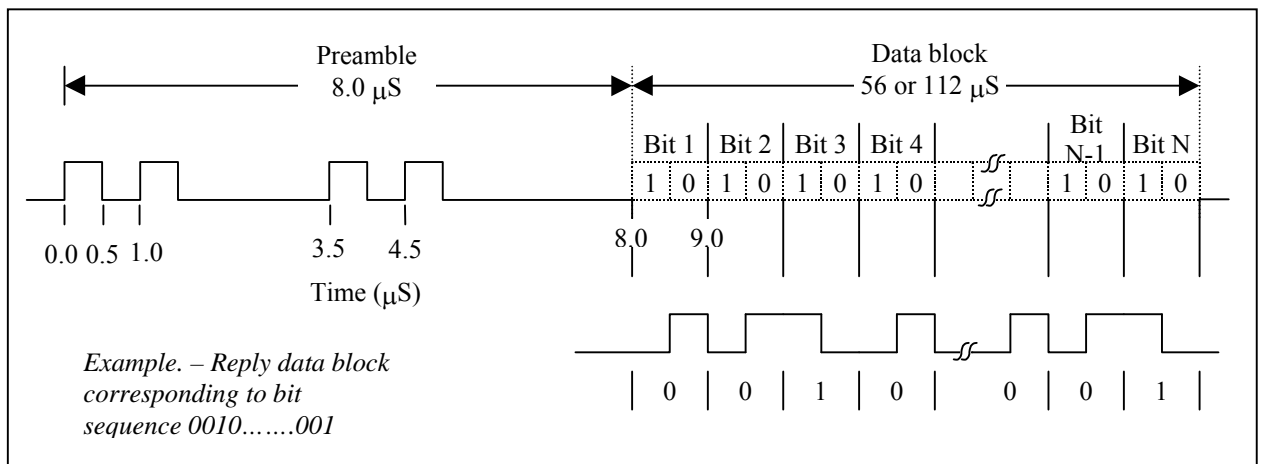 Preamble
8.0 μS
Data block
56 or 112 μS
Bit 1 Bit 2 Bit 3 Bit 4 Bit N-1 Bit N
1 0 1 0 1 0 1 0 1 0 1 0
0.0 0.5 1.0 3.5 4.5 8.0 9.0
Time (μS)
Example. – Reply data block
corresponding to bit
sequence 0010…….001
0 0 1 0 0 0 1